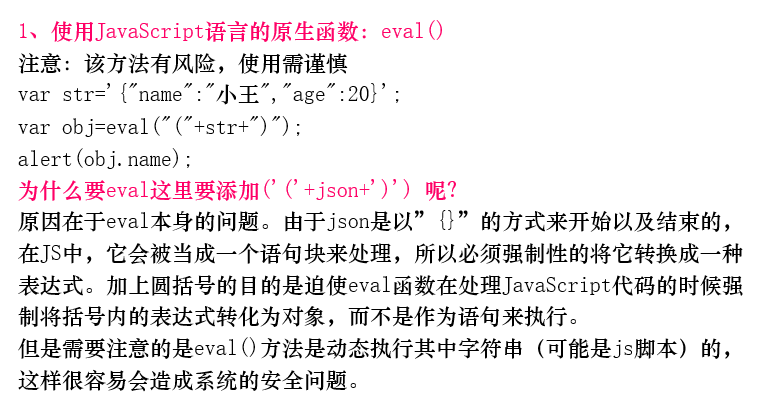 1、使用JavaScript语言的原生函数: eval()
注意: 该方法有风险，使用需谨慎
var str='{"name":"小王","age":20}';
var obj=eval("("+str+")");
alert(obj.name);
为什么要eval这里要添加('('+json+')') 呢?
原因在于eval本身的问题。由于json是以”{}”的方式来开始以及结束的，
在JS中，它会被当成一个语句块来处理，所以必须强制性的将它转换成一种
表达式。加上圆括号的目的是迫使eval函数在处理JavaScript代码的时候强
制将括号内的表达式转化为对象，而不是作为语句来执行。
但是需要注意的是eval()方法是动态执行其中字符串（可能是js脚本）的，
这样很容易会造成系统的安全问题。